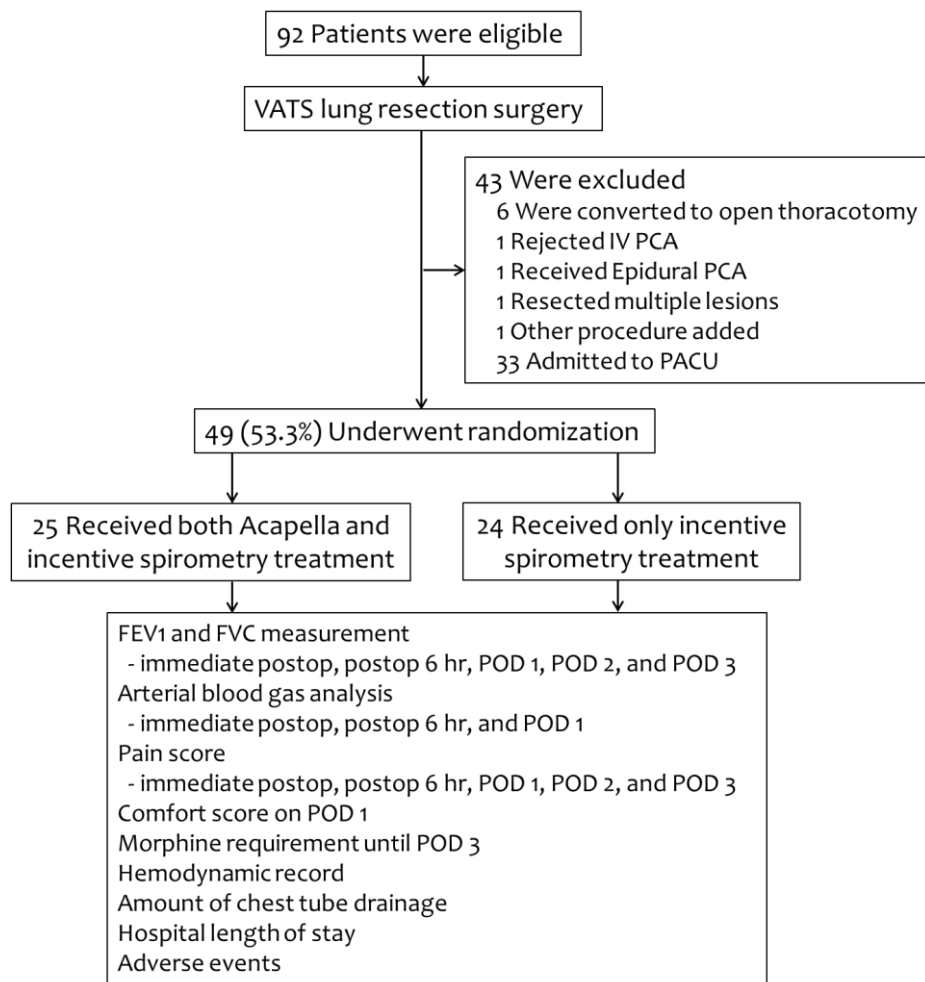 92 Patients were eligible
VATS lung resection surgery
43 Were excluded
6 Were converted to open thoracotomy
1 Rejected IV PCA
1 Received Epidural PCA
1 Resected multiple lesions
1 Other procedure added
33 Admitted to PACU
49 (53.3%) Underwent randomization
25 Received both Acapella and
incentive spirometry treatment
24 Received only incentive
spirometry treatment
FEV1 and FVC measurement
- immediate postop, postop 6 hr, POD 1, POD 2, and POD 3
Arterial blood gas analysis
- immediate postop, postop 6 hr, and POD 1
Pain score
- immediate postop, postop 6 hr, POD 1, POD 2, and POD 3
Comfort score on POD 1
Morphine requirement until POD 3
Hemodynamic record
Amount of chest tube drainage
Hospital length of stay
Adverse events